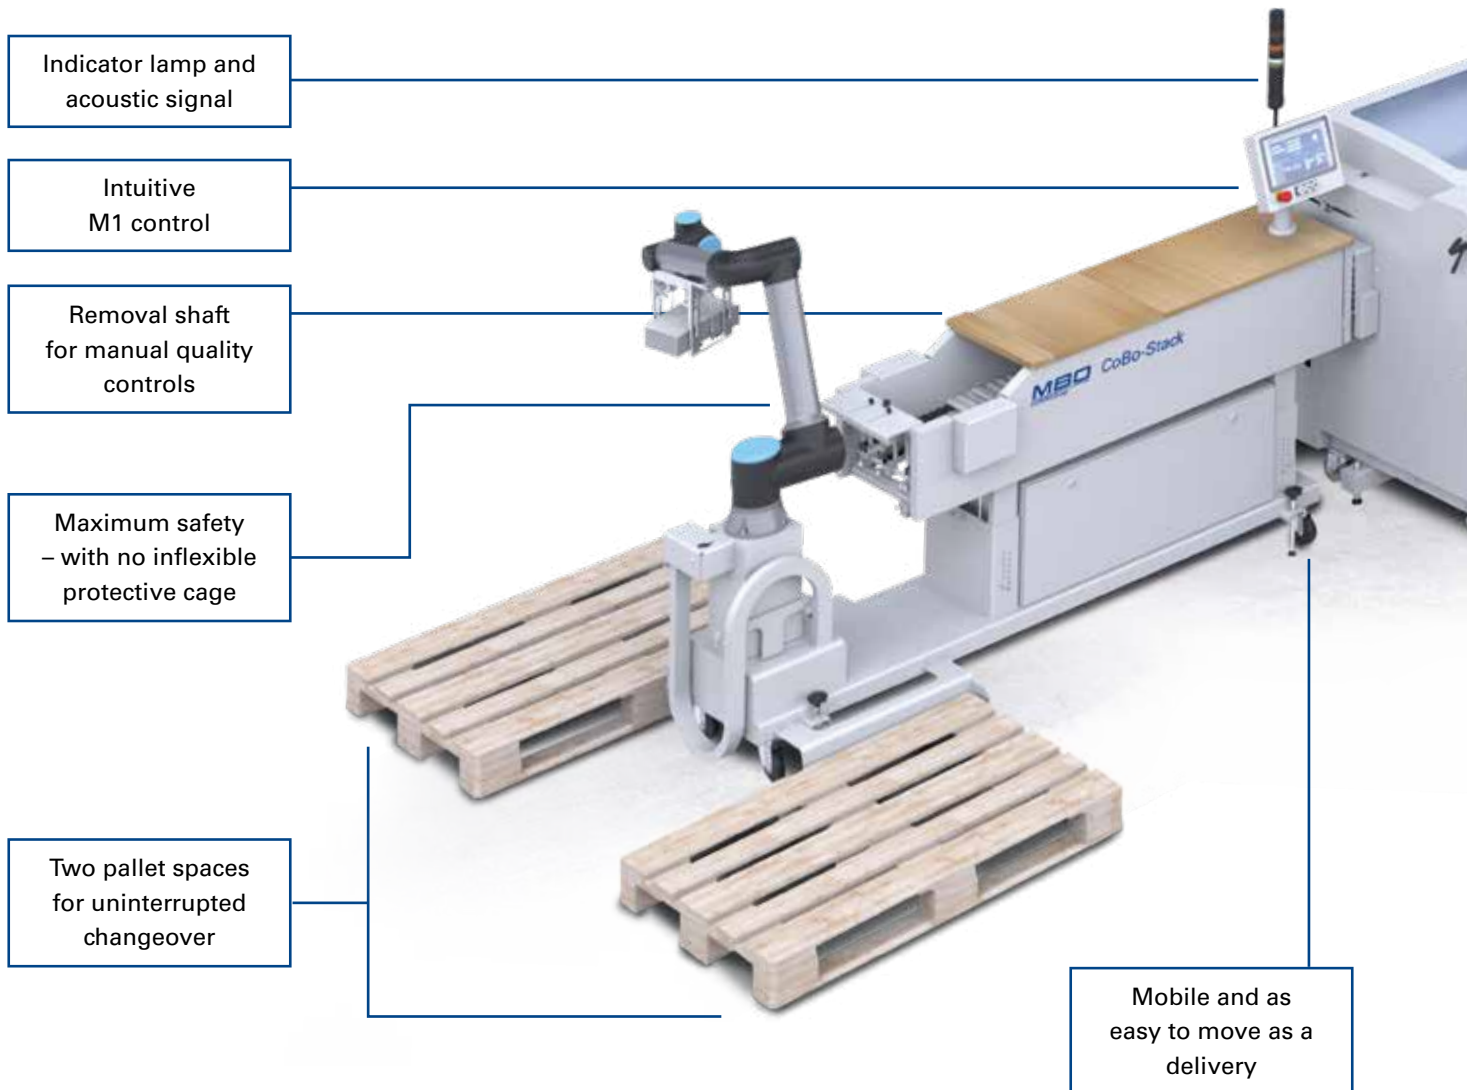 Indicator lamp and
acoustic signal
Intuitive
M1 control
Removal shaft
for manual quality
controls
Maximum safety
– with no inflexible
protective cage
Two pallet spaces
for uninterrupted
changeover
MBO CoBo-Stack
Mobile and as
easy to move as a
delivery